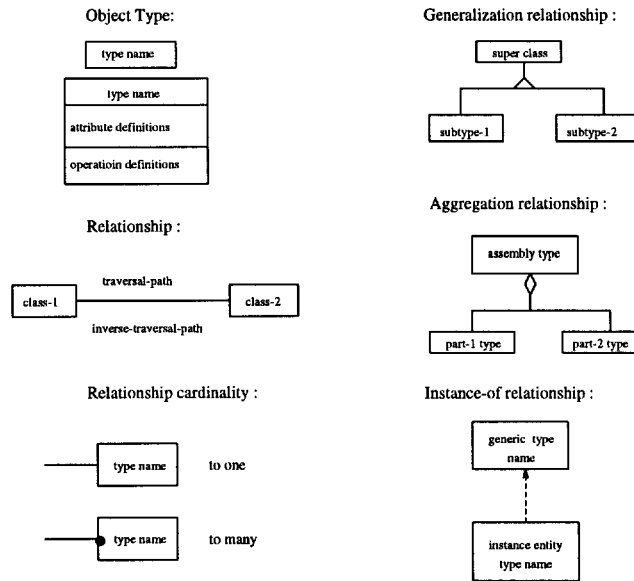 Object Type:
type name
type name
attribute definitions
operatioin definitions
Relationship :
traversal-path
class-1
class-2
inverse-traversal-path
Relationship cardinality :
type name
to one
type name
to many
Generalization relationship :
super class
subtype-1
subtype-2
Aggregation relationship :
assembly type
part-1 type
part-2 type
Instance-of relationship :
generic type
name
instance entity
type name